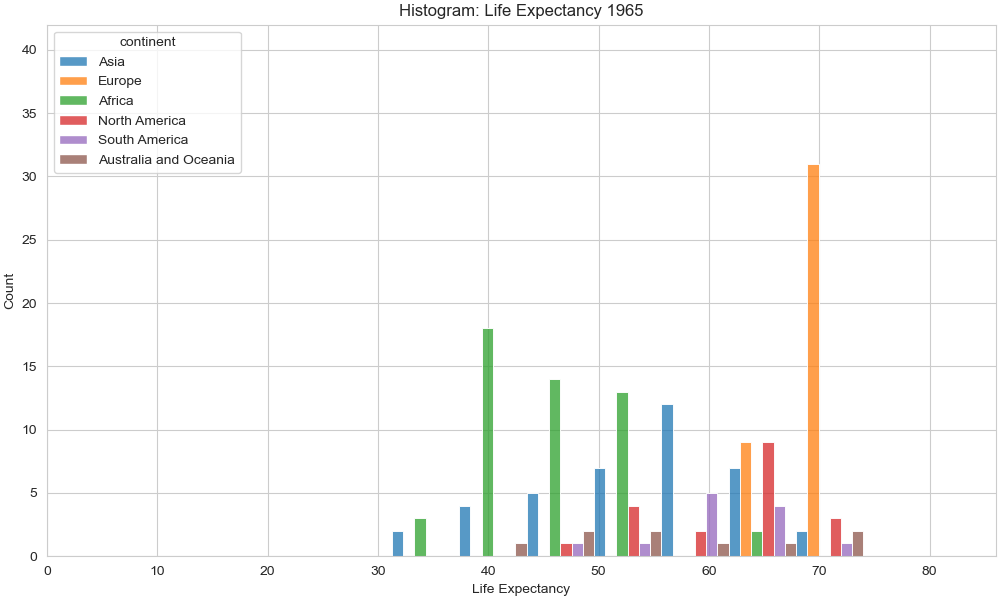 Histogram: Life Expectancy 1965
continent
Asia
Europe
Africa
North America
South America
Australia and Oceania
40
35
30
25
20
15
10
5
0
Count
0 10 20 30 40 50 60 70 80
Life Expectancy